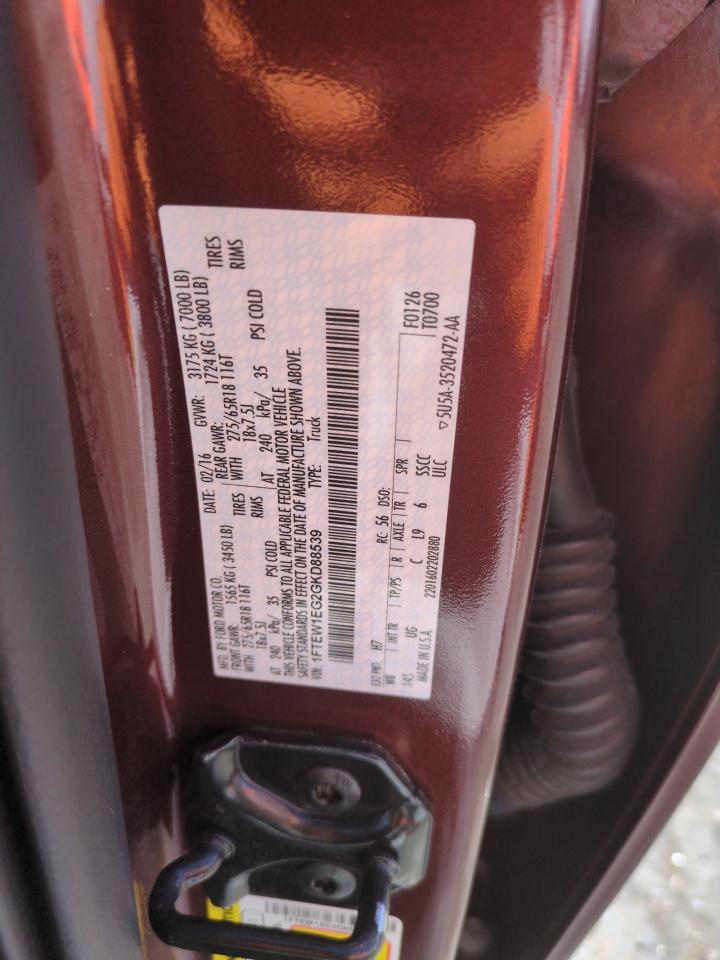 MFD. BY FORD MOTOR CO.
DATE: 02/16 GVWR: 3175 KG ( 7000 LB)
FRONT GAWR: 1565 KG ( 3450 LB) REAR GAWR: 1724 KG ( 3800 LB)
WITH 275/65R18 116T TIRES WITH 275/65R18 116T TIRES
18x7.5J RIMS 18x7.5J RIMS
AT 240 kPa/ 35 PSI COLD AT 240 kPa/ 35 PSI COLD
THIS VEHICLE CONFORMS TO ALL APPLICABLE FEDERAL MOTOR VEHICLE
SAFETY STANDARDS IN EFFECT ON THE DATE OF MANUFACTURE SHOWN ABOVE.
VIN: 1FTEW1EG2GKD88539 TYPE: Truck
EXT PNT: H7 RC: 56 DSO: F0126
WB INT TR TP/PS R AXLE TR SPR T0700
145 UG C L9 6 SSCC
MADE IN U.S.A. 2201602202880 ULC ▽5U5A-3520472-AA